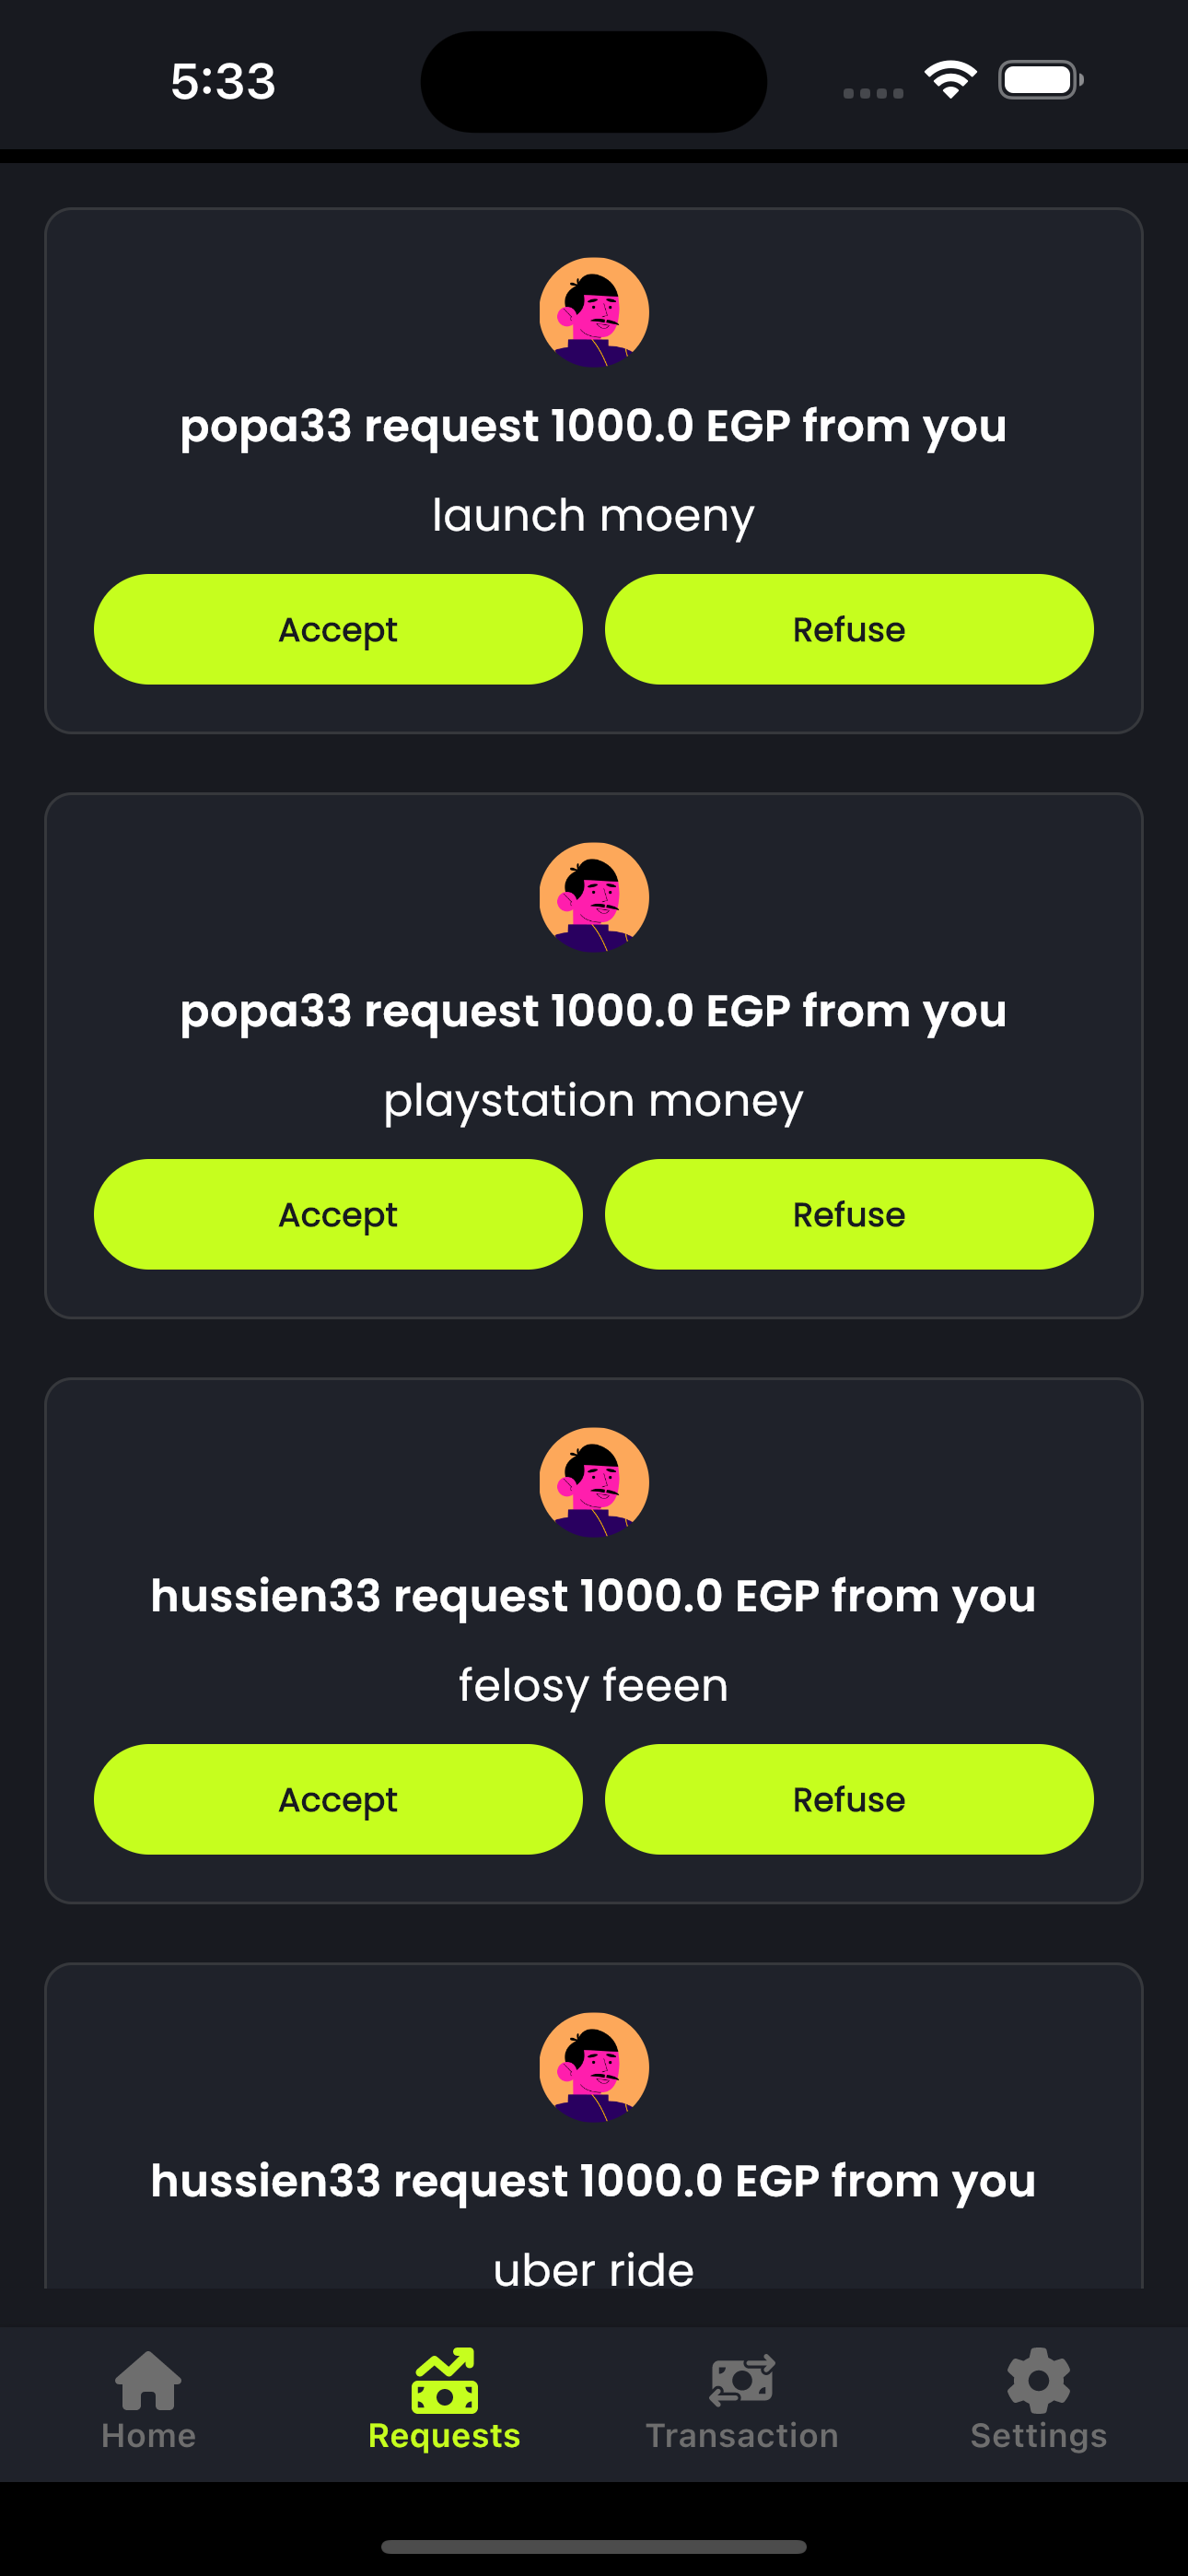 5:33
popa33 request 1000.0 EGP from you
launch moeny
Accept Refuse
popa33 request 1000.0 EGP from you
playstation money
Accept Refuse
hussien33 request 1000.0 EGP from you
felosy feeen
Accept Refuse
hussien33 request 1000.0 EGP from you
uber ride
Home Requests Transaction Settings